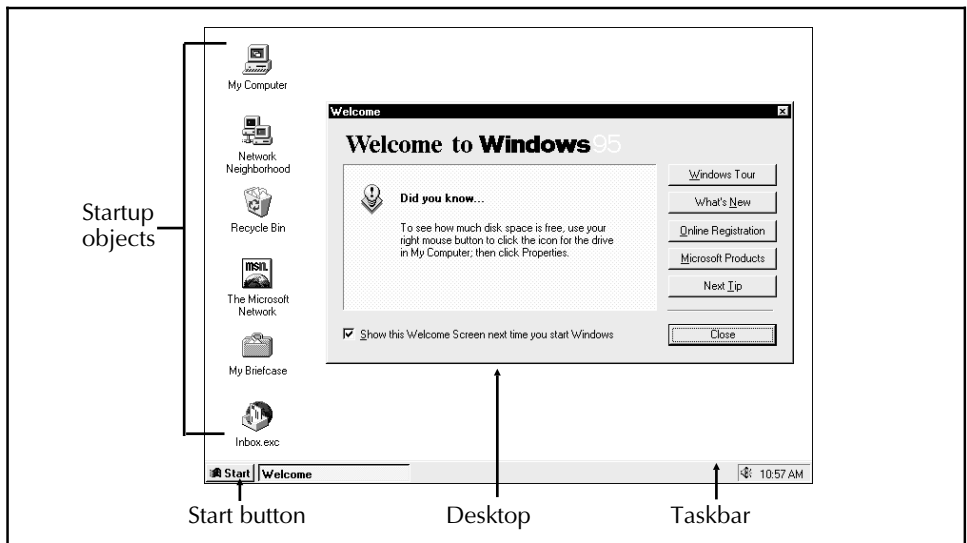 My Computer
Network
Neighborhood
Recycle Bin
msn.
The Microsoft
Network
My Briefcase
Inbox.exc
Startup
objects
Welcome
Welcome to Windows 95
Did you know...
To see how much disk space is free, use your
right mouse button to click the icon for the drive
in My Computer; then click Properties.
Windows Tour
What's New
Online Registration
Microsoft Products
Next Tip
Show this Welcome Screen next time you start Windows
Close
Start
Welcome
10:57 AM
Start button
Desktop
Taskbar